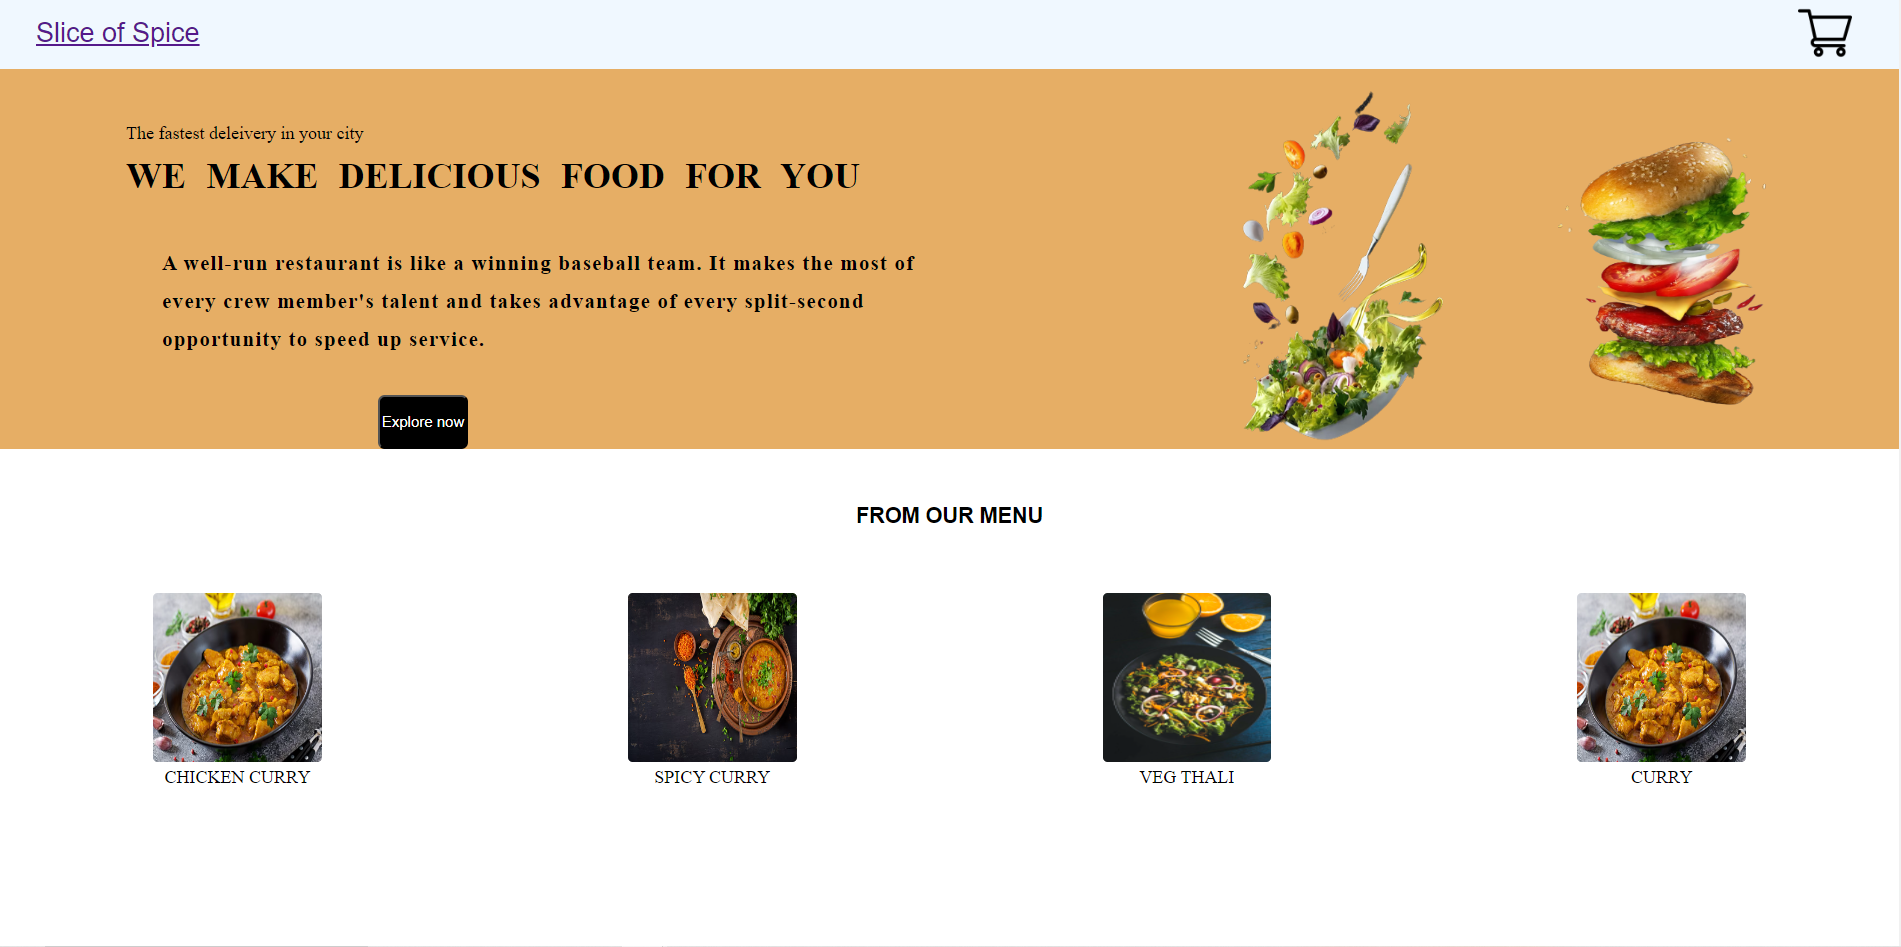 Slice of Spice
The fastest deleivery in your city
WE MAKE DELICIOUS FOOD FOR YOU
A well-run restaurant is like a winning baseball team. It makes the most of
every crew member's talent and takes advantage of every split-second
opportunity to speed up service.
Explore now
FROM OUR MENU
CHICKEN CURRY
SPICY CURRY
VEG THALI
CURRY